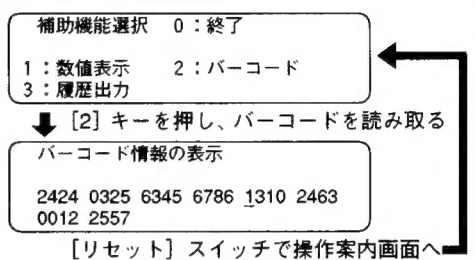 補助機能選択 0：終了
1：数値表示 2：バーコード
3：履歴出力
[2] キーを押し、バーコードを読み取る
バーコード情報の表示
2424 0325 6345 6786 1310 2463
0012 2557
[リセット] スイッチで操作案内画面へ